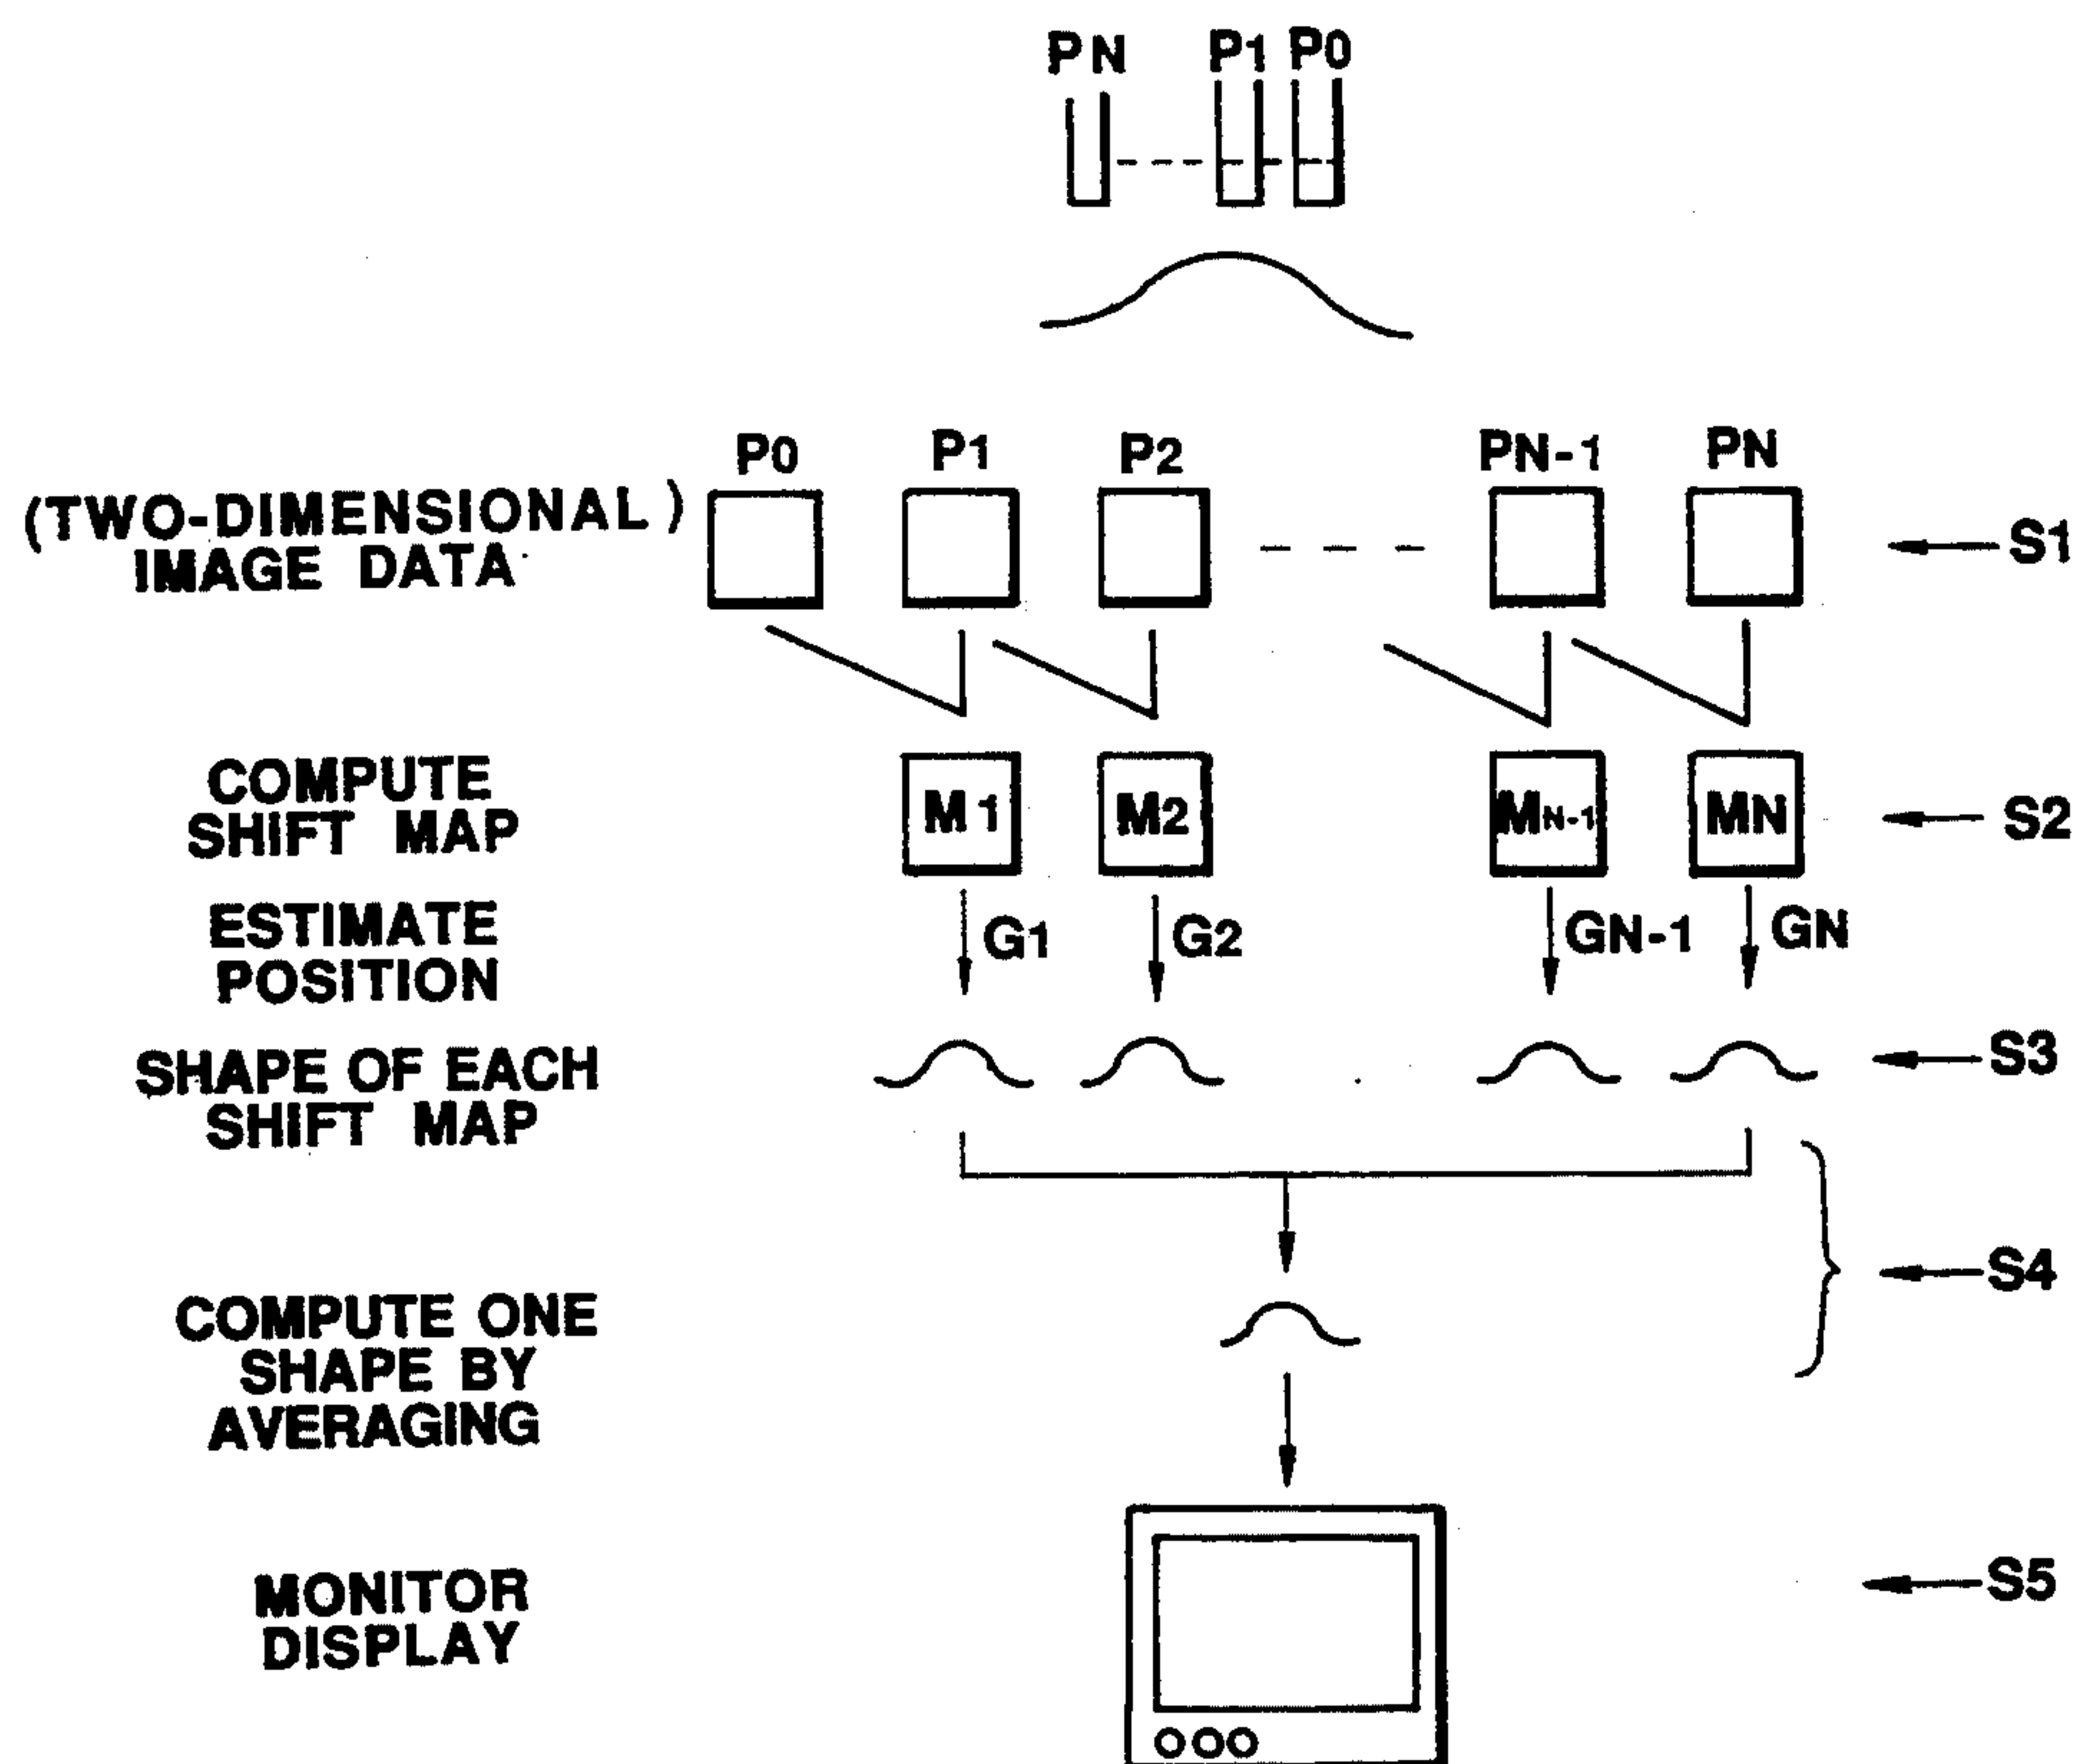 PN P1 P0
P0 P1 P2 PN-1 PN
(TWO-DIMENSIONAL)
IMAGE DATA
S1
COMPUTE
SHIFT MAP
M1 M2 MN-1 MN
S2
ESTIMATE
POSITION
G1 G2 GN-1 GN
SHAPE OF EACH
SHIFT MAP
S3
S4
COMPUTE ONE
SHAPE BY
AVERAGING
MONITOR
DISPLAY
S5